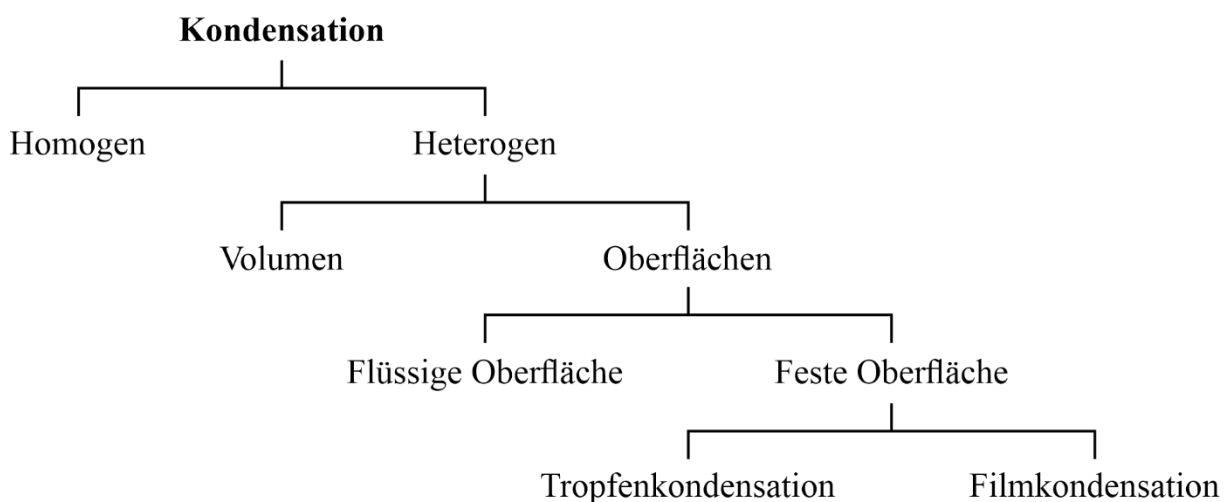 Kondensation
Homogen
Heterogen
Volumen
Oberflächen
Flüssige Oberfläche
Feste Oberfläche
Tropfenkondensation
Filmkondensation